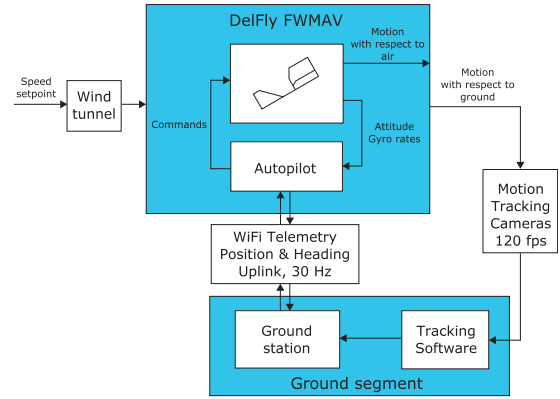 DelFly FWMAV
Speed
setpoint
Wind
tunnel
Commands
Motion
with respect to
air
Attitude
Gyro rates
Autopilot
Motion
with respect to
ground
Motion
Tracking
Cameras
120 fps
WiFi Telemetry
Position & Heading
Uplink, 30 Hz
Ground
station
Tracking
Software
Ground segment